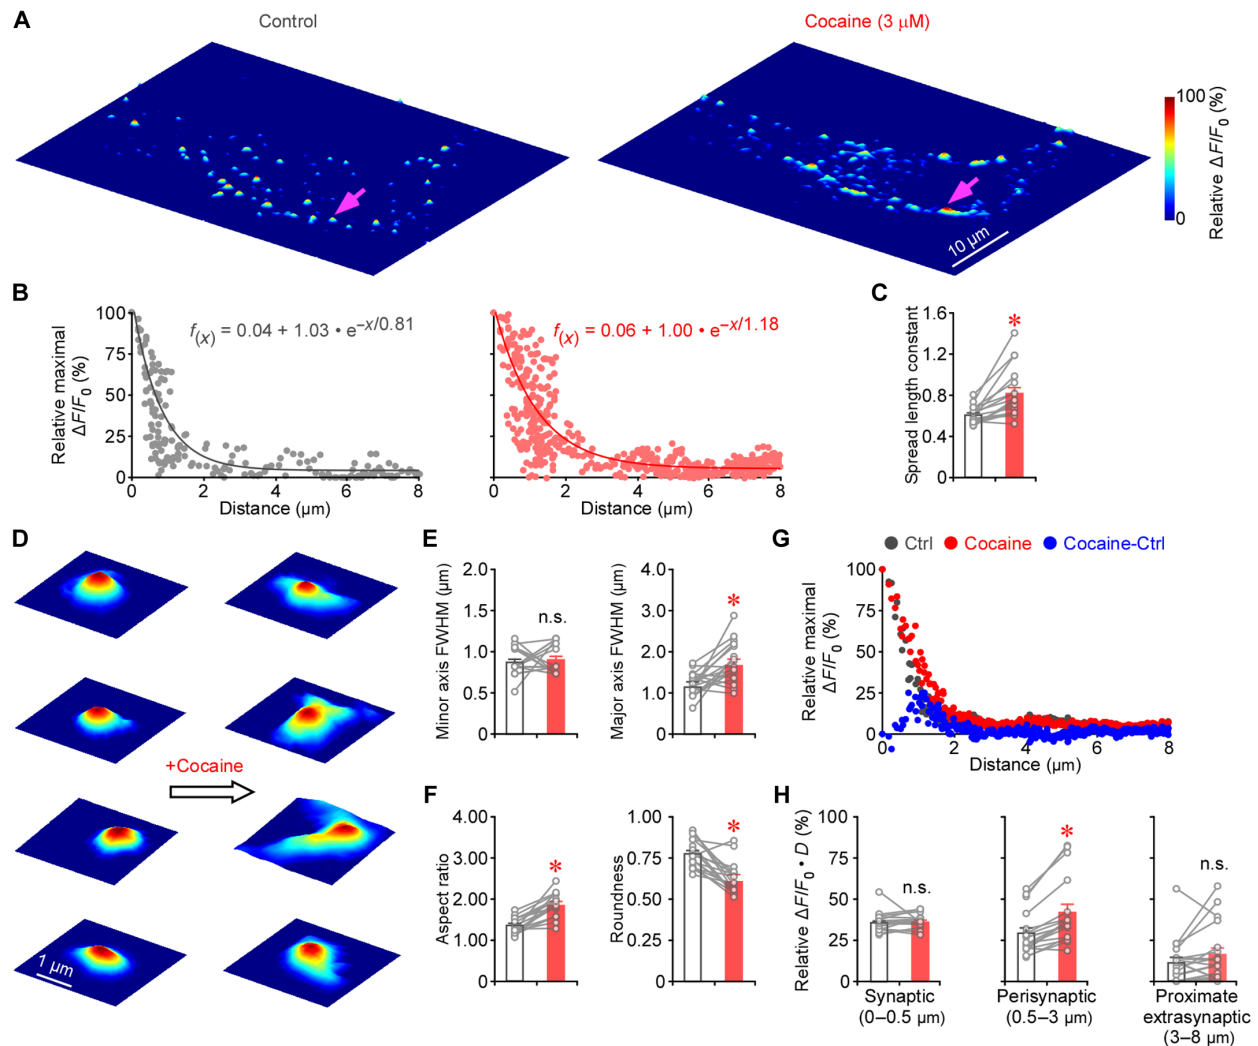 A
Control
Cocaine (3 μM)
100
0
Relative ΔF/F0 (%)
10 μm
B
Relative maximal
ΔF/F0 (%)
100
75
50
25
0
f(x) = 0.04 + 1.03 • e−x/0.81
0 2 4 6 8
Distance (μm)
f(x) = 0.06 + 1.00 • e−x/1.18
0 2 4 6 8
Distance (μm)
C
Spread length constant
1.6
1.2
0.8
0.4
0
*
D
+Cocaine
1 μm
E
Minor axis FWHM (μm)
2.0
1.5
1.0
0.5
0
n.s.
Major axis FWHM (μm)
4.0
3.0
2.0
1.0
0
*
F
Aspect ratio
4.00
3.00
2.00
1.00
0
*
Roundness
1.00
0.75
0.50
0.25
0
*
G
Ctrl Cocaine Cocaine-Ctrl
Relative maximal
ΔF/F0 (%)
100
75
50
25
0
0 2 4 6 8
Distance (μm)
H
Relative ΔF/F0 • D (%)
100
75
50
25
0
n.s.
Synaptic
(0–0.5 μm)
*
Perisynaptic
(0.5–3 μm)
n.s.
Proximate
extrasynaptic
(3–8 μm)